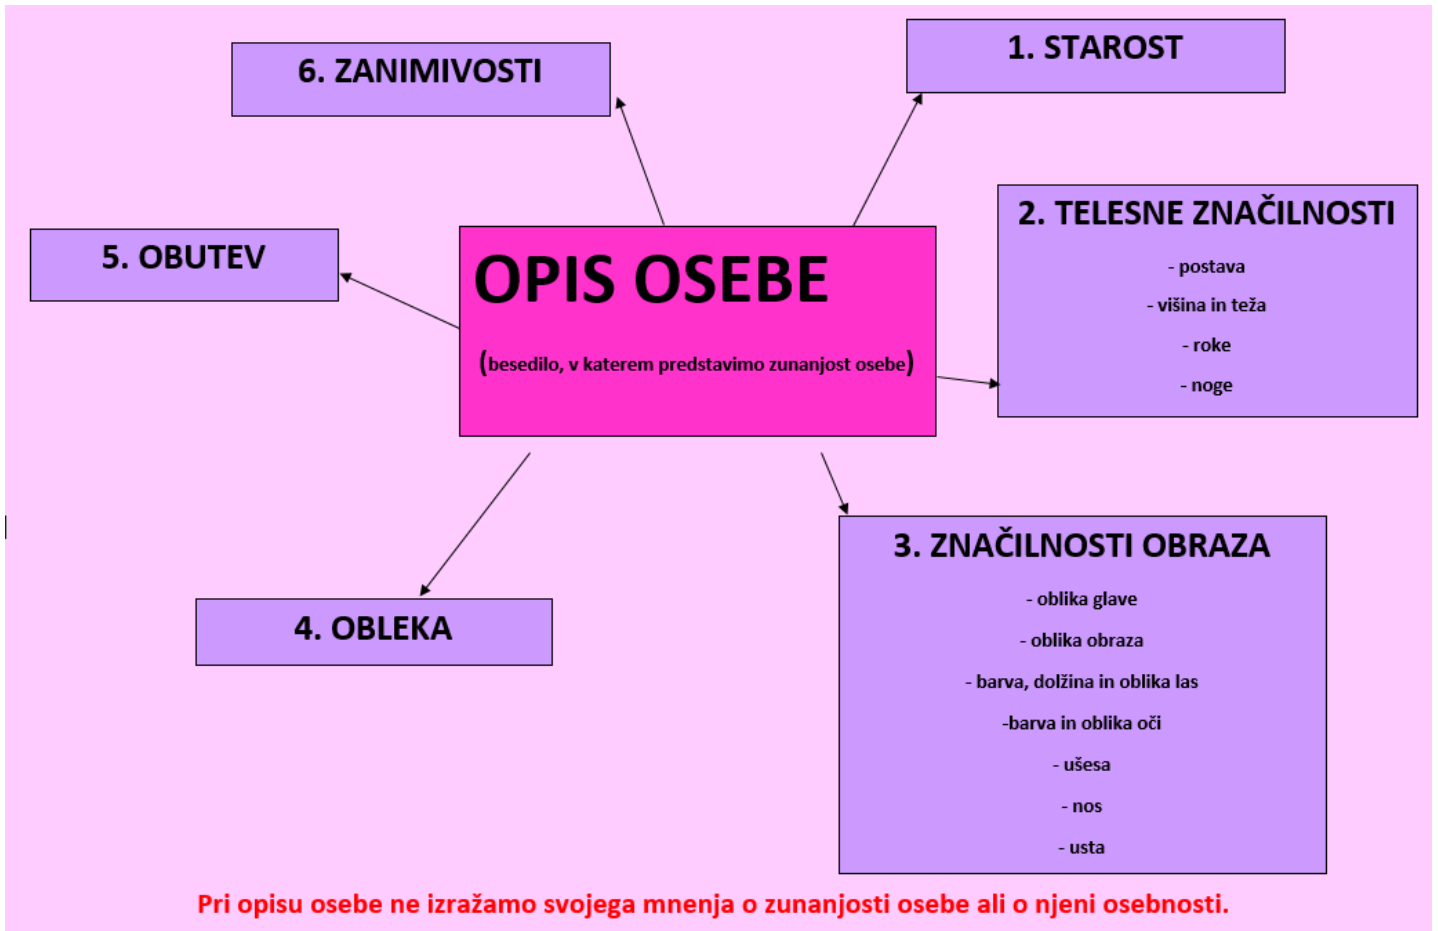 OPIS OSEBE
(besedilo, v katerem predstavimo zunanjost osebe)
1. STAROST
2. TELESNE ZNAČILNOSTI
- postava
- višina in teža
- roke
- noge
3. ZNAČILNOSTI OBRAZA
- oblika glave
- oblika obraza
- barva, dolžina in oblika las
-barva in oblika oči
- ušesa
- nos
- usta
4. OBLEKA
5. OBUTEV
6. ZANIMIVOSTI
Pri opisu osebe ne izražamo svojega mnenja o zunanjosti osebe ali o njeni osebnosti.